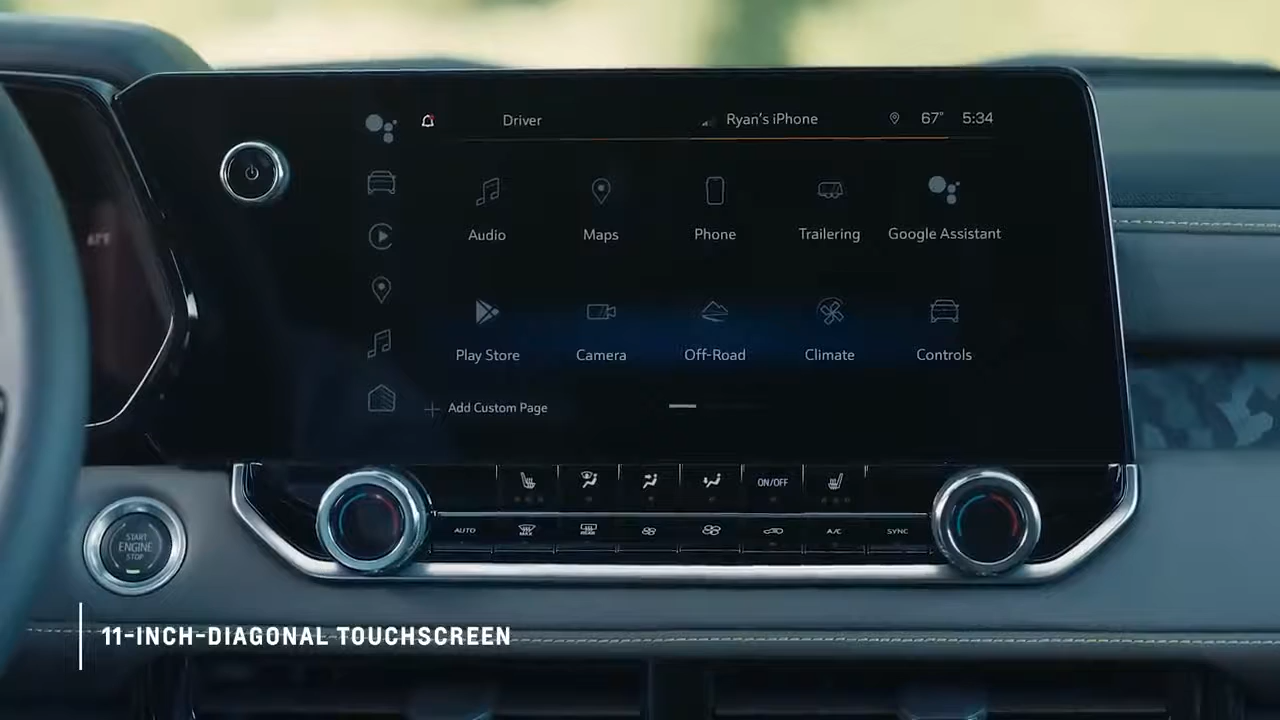 Driver
Ryan's iPhone
67° 5:34
67°F
Audio
Maps
Phone
Trailering
Google Assistant
Play Store
Camera
Off-Road
Climate
Controls
Add Custom Page
ON/OFF
AUTO
MAX
REAR
A/C
SYNC
START
ENGINE
STOP
11-INCH-DIAGONAL TOUCHSCREEN